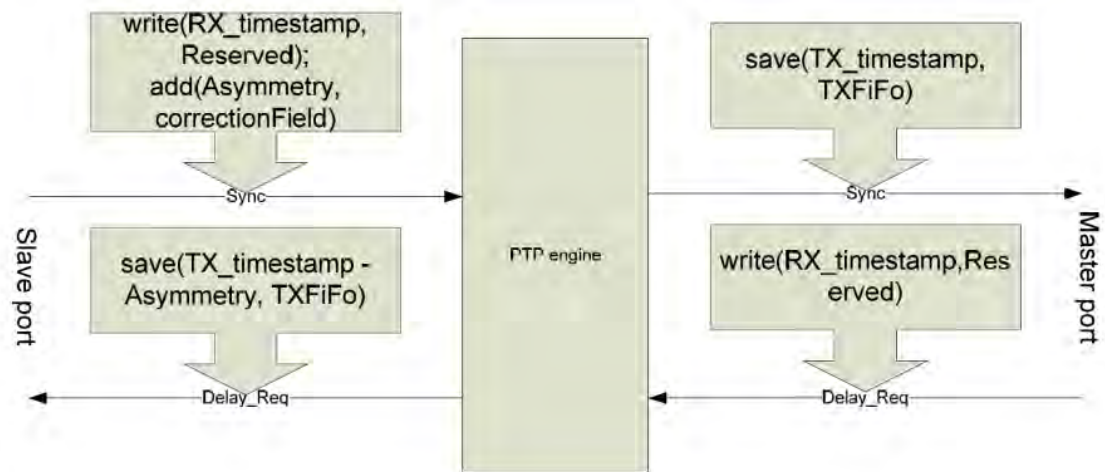 write(RX_timestamp,
Reserved);
add(Asymmetry,
correctionField)
save(TX_timestamp,
TXFiFo)
Sync
Sync
Slave port
save(TX_timestamp -
Asymmetry, TXFiFo)
PTP engine
write(RX_timestamp,Res
erved)
Master port
Delay_Req
Delay_Req